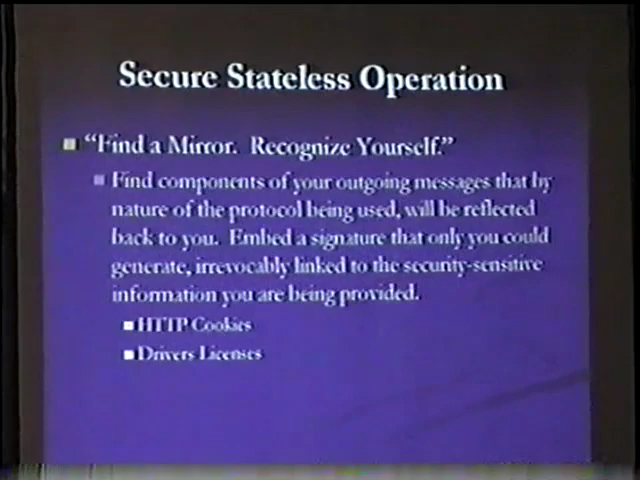 Secure Stateless Operation
“Find a Mirror. Recognize Yourself.”
Find components of your outgoing messages that by
nature of the protocol being used, will be reflected
back to you. Embed a signature that only you could
generate, irrevocably linked to the security-sensitive
information you are being provided.
HTTP Cookies
Drivers Licenses